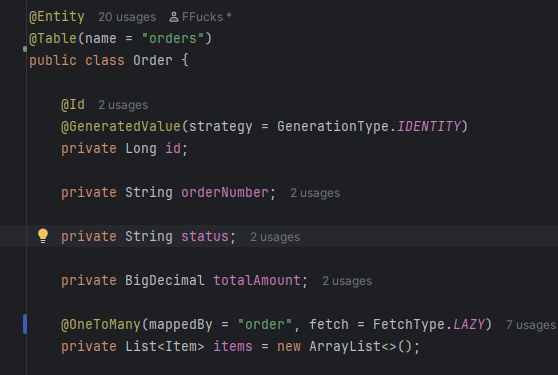 @Entity 20 usages FFucks *
@Table(name = "orders")
public class Order {
@Id 2 usages
@GeneratedValue(strategy = GenerationType.IDENTITY)
private Long id;
private String orderNumber; 2 usages
private String status; 2 usages
private BigDecimal totalAmount; 2 usages
@OneToMany(mappedBy = "order", fetch = FetchType.LAZY) 7 usages
private List<Item> items = new ArrayList<>();